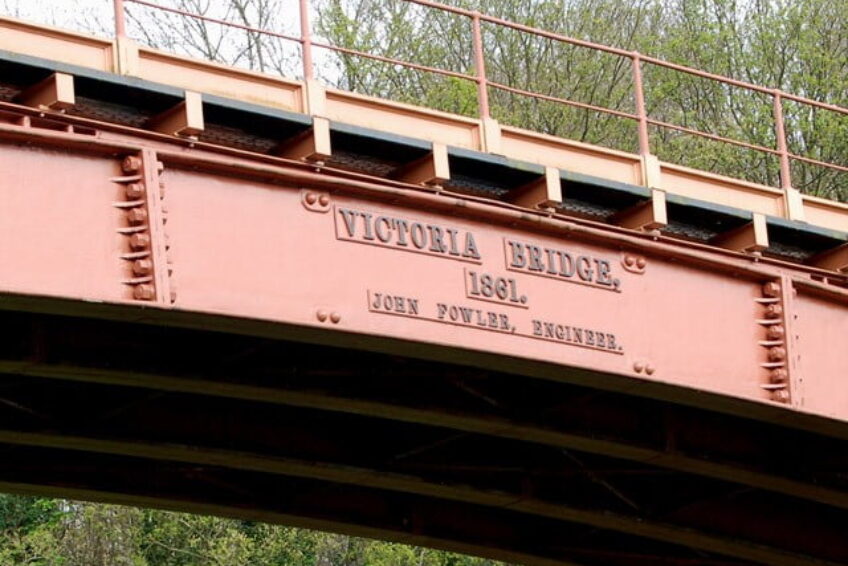 VICTORIA BRIDGE,
1861.
JOHN FOWLER, ENGINEER.